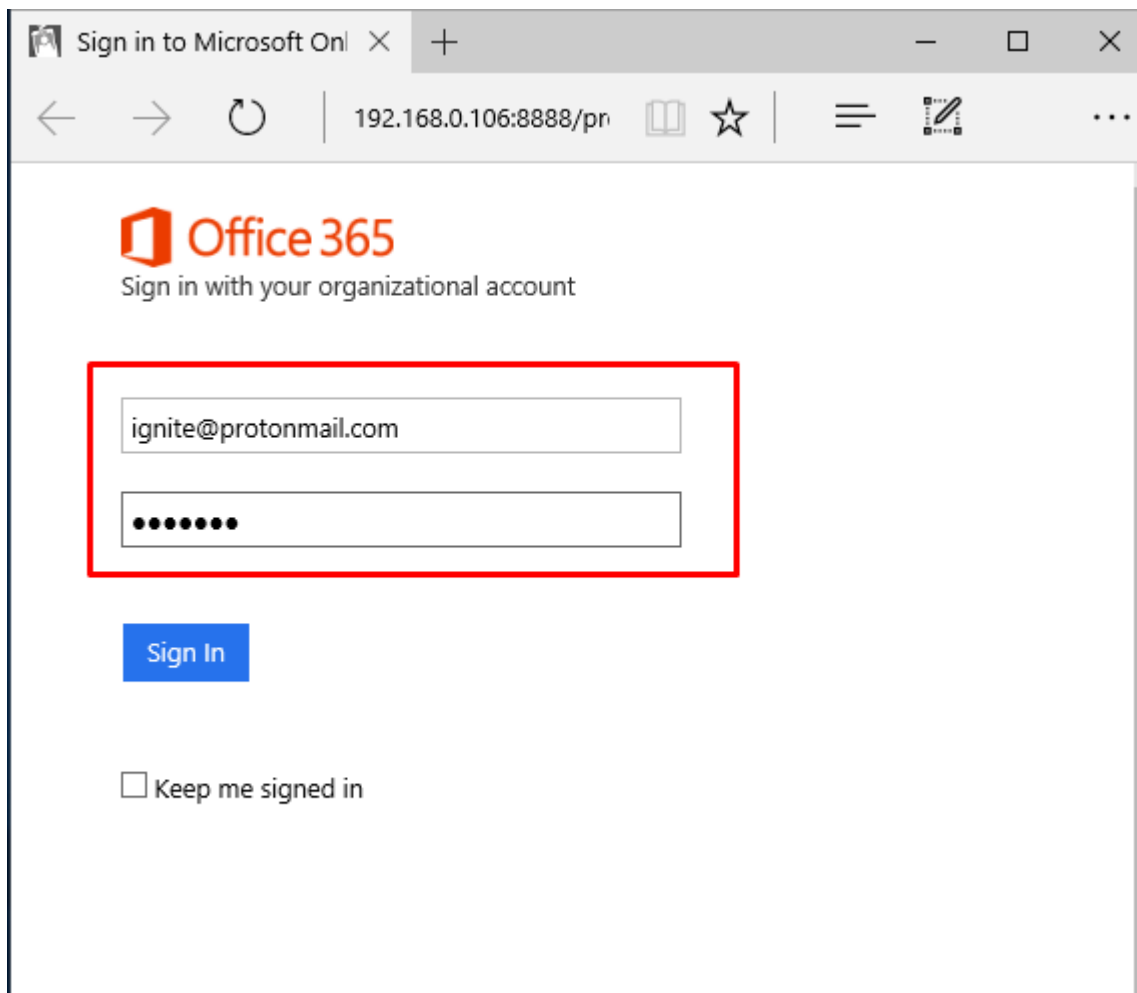 Sign in to Microsoft Onl
192.168.0.106:8888/pr
Office 365
Sign in with your organizational account
ignite@protonmail.com
•••••••
Sign In
Keep me signed in